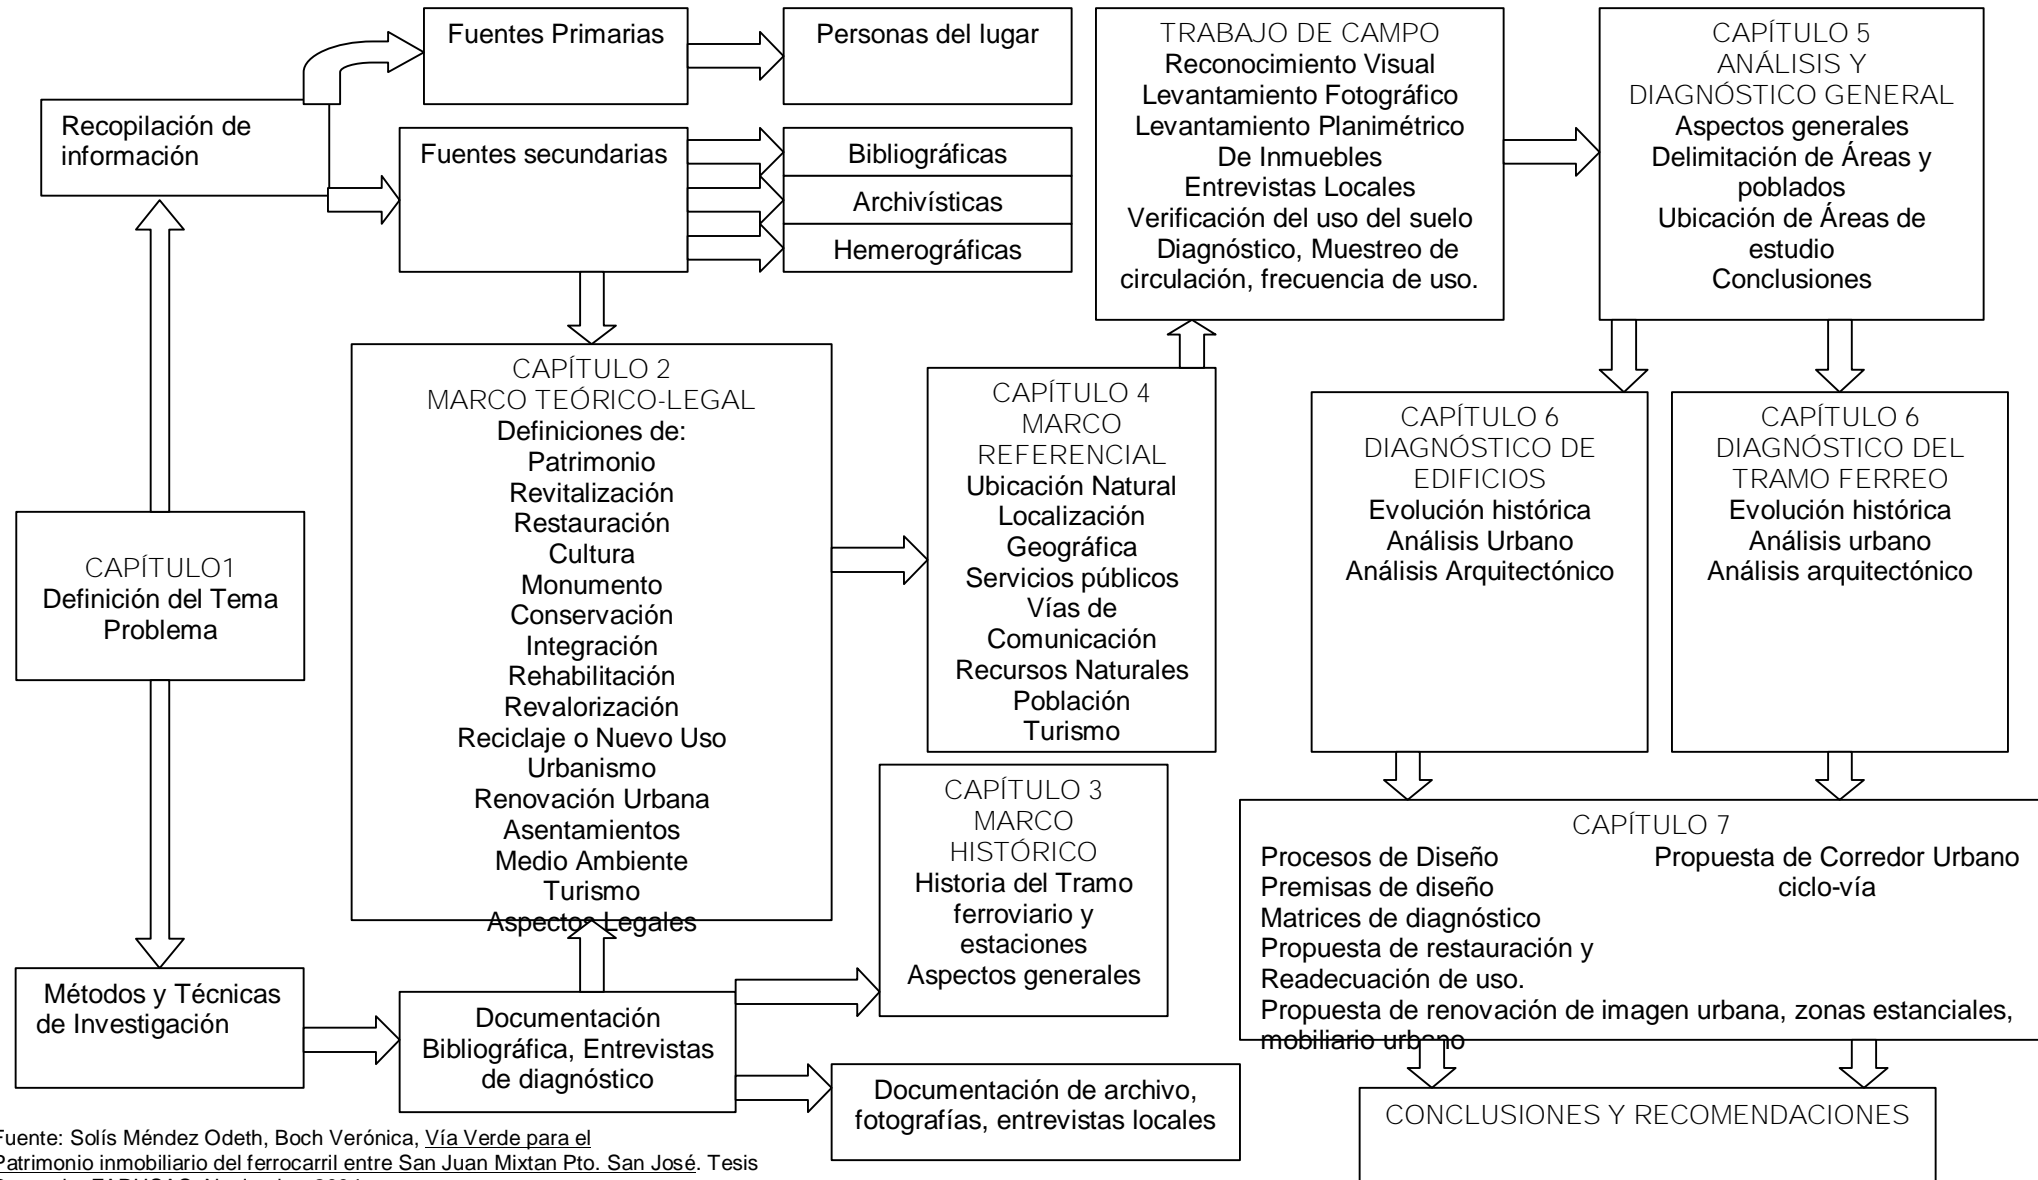 Fuentes Primarias
Personas del lugar
Recopilación de
información
Fuentes secundarias
Bibliográficas
Archivísticas
Hemerográficas
TRABAJO DE CAMPO
Reconocimiento Visual
Levantamiento Fotográfico
Levantamiento Planimétrico
De Inmuebles
Entrevistas Locales
Verificación del uso del suelo
Diagnóstico, Muestreo de
circulación, frecuencia de uso.
CAPÍTULO 5
ANÁLISIS Y
DIAGNÓSTICO GENERAL
Aspectos generales
Delimitación de Áreas y
poblados
Ubicación de Áreas de
estudio
Conclusiones
CAPÍTULO 2
MARCO TEÓRICO-LEGAL
Definiciones de:
Patrimonio
Revitalización
Restauración
Cultura
Monumento
Conservación
Integración
Rehabilitación
Revalorización
Reciclaje o Nuevo Uso
Urbanismo
Renovación Urbana
Asentamientos
Medio Ambiente
Turismo
Aspectos Legales
CAPÍTULO 4
MARCO
REFERENCIAL
Ubicación Natural
Localización
Geográfica
Servicios públicos
Vías de
Comunicación
Recursos Naturales
Población
Turismo
CAPÍTULO 6
DIAGNÓSTICO DE
EDIFICIOS
Evolución histórica
Análisis Urbano
Análisis Arquitectónico
CAPÍTULO 6
DIAGNÓSTICO DEL
TRAMO FERREO
Evolución histórica
Análisis urbano
Análisis arquitectónico
CAPÍTULO1
Definición del Tema
Problema
CAPÍTULO 3
MARCO
HISTÓRICO
Historia del Tramo
ferroviario y
estaciones
Aspectos generales
CAPÍTULO 7
Procesos de Diseño
Premisas de diseño
Matrices de diagnóstico
Propuesta de restauración y
Readecuación de uso.
Propuesta de renovación de imagen urbana, zonas estanciales,
mobiliario urbano
Propuesta de Corredor Urbano
ciclo-vía
Métodos y Técnicas
de Investigación
Documentación
Bibliográfica, Entrevistas
de diagnóstico
Documentación de archivo,
fotografías, entrevistas locales
CONCLUSIONES Y RECOMENDACIONES
Fuente: Solís Méndez Odeth, Boch Verónica, Vía Verde para el
Patrimonio inmobiliario del ferrocarril entre San Juan Mixtan Pto. San José. Tesis